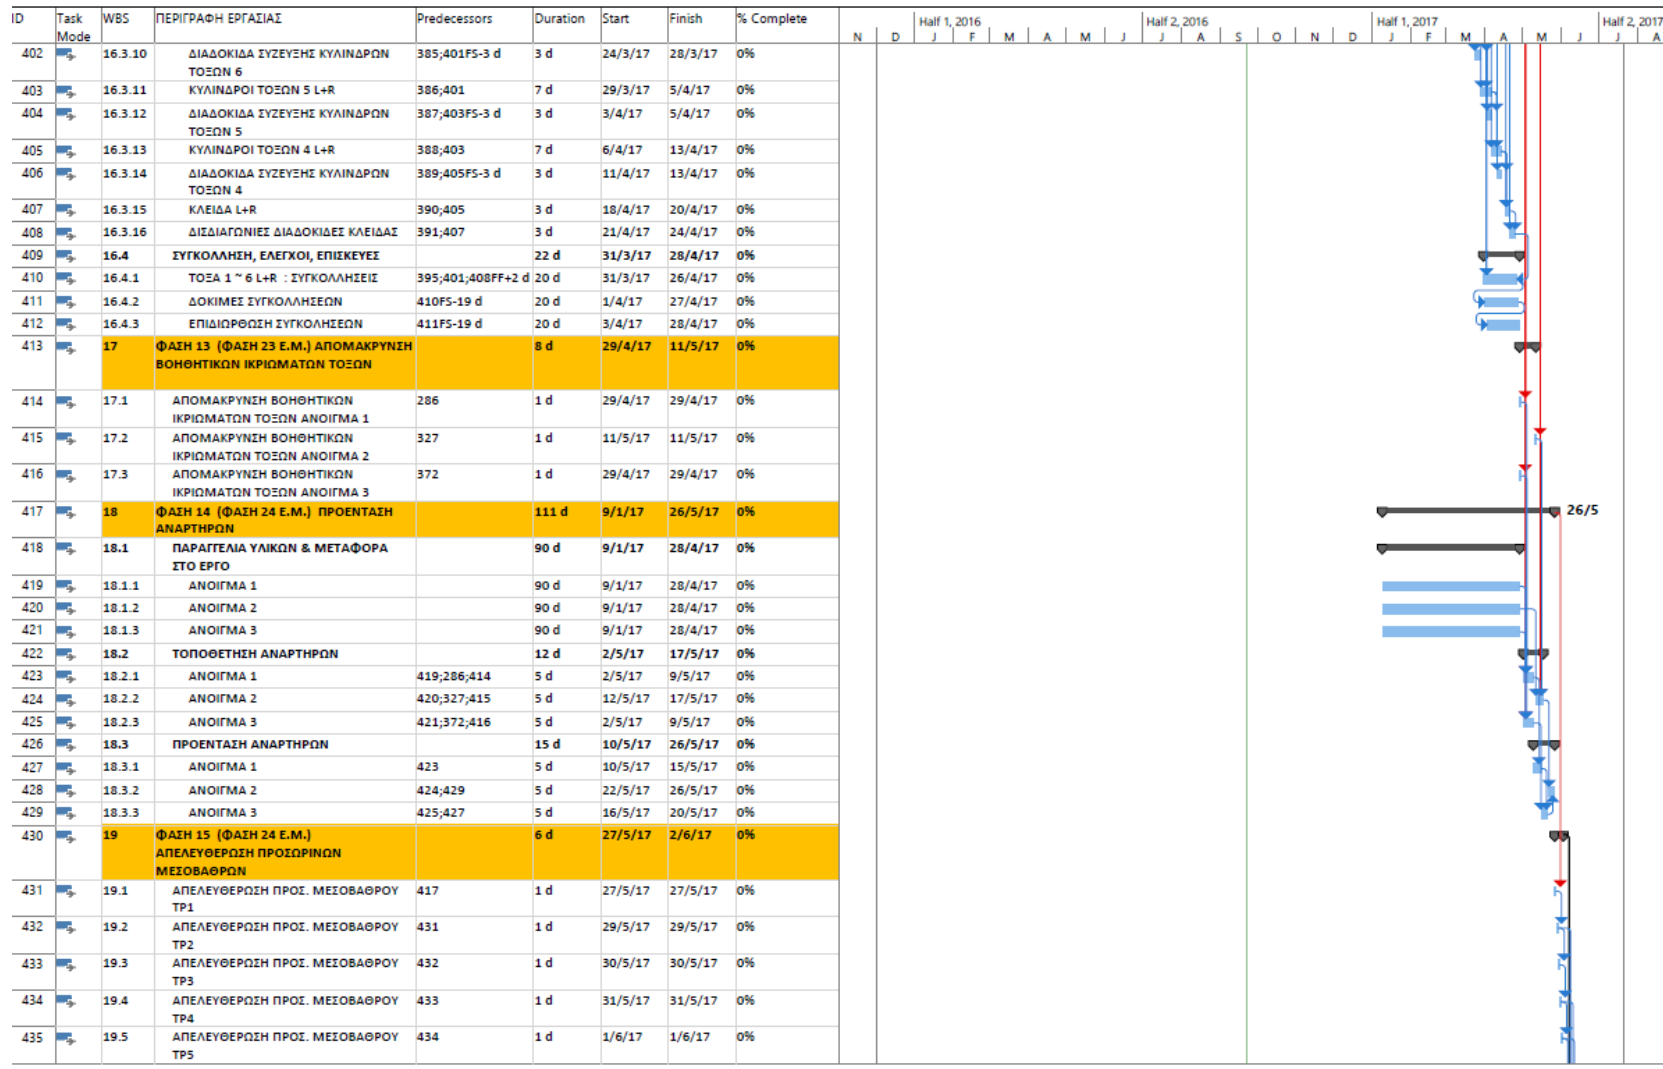 ID Task Mode WBS ΠΕΡΙΓΡΑΦΗ ΕΡΓΑΣΙΑΣ Predecessors Duration Start Finish % Complete
Half 1, 2016 Half 2, 2016 Half 1, 2017 Half 2, 2017
N D J F M A M J J A S O N D J F M A M J J A
402 16.3.10 ΔΙΑΔΟΚΙΔΑ ΣΥΖΕΥΞΗΣ ΚΥΛΙΝΔΡΩΝ 385;401FS-3 d 3 d 24/3/17 28/3/17 0%
ΤΟΞΩΝ 6
403 16.3.11 ΚΥΛΙΝΔΡΟΙ ΤΟΞΩΝ 5 L+R 386;401 7 d 29/3/17 5/4/17 0%
404 16.3.12 ΔΙΑΔΟΚΙΔΑ ΣΥΖΕΥΞΗΣ ΚΥΛΙΝΔΡΩΝ 387;403FS-3 d 3 d 3/4/17 5/4/17 0%
ΤΟΞΩΝ 5
405 16.3.13 ΚΥΛΙΝΔΡΟΙ ΤΟΞΩΝ 4 L+R 388;403 7 d 6/4/17 13/4/17 0%
406 16.3.14 ΔΙΑΔΟΚΙΔΑ ΣΥΖΕΥΞΗΣ ΚΥΛΙΝΔΡΩΝ 389;405FS-3 d 3 d 11/4/17 13/4/17 0%
ΤΟΞΩΝ 4
407 16.3.15 ΚΛΕΙΔΑ L+R 390;405 3 d 18/4/17 20/4/17 0%
408 16.3.16 ΔΙΣΔΙΑΓΩΝΙΕΣ ΔΙΑΔΟΚΙΔΕΣ ΚΛΕΙΔΑΣ 391;407 3 d 21/4/17 24/4/17 0%
409 16.4 ΣΥΓΚΟΛΛΗΣΗ, ΕΛΕΓΧΟΙ, ΕΠΙΣΚΕΥΕΣ 22 d 31/3/17 28/4/17 0%
410 16.4.1 ΤΟΞΑ 1 ~ 6 L+R : ΣΥΓΚΟΛΛΗΣΕΙΣ 395;401;408FF+2 d 20 d 31/3/17 26/4/17 0%
411 16.4.2 ΔΟΚΙΜΕΣ ΣΥΓΚΟΛΛΗΣΕΩΝ 410FS-19 d 20 d 1/4/17 27/4/17 0%
412 16.4.3 ΕΠΙΔΙΩΡΘΩΣΗ ΣΥΓΚΟΛΗΣΕΩΝ 411FS-19 d 20 d 3/4/17 28/4/17 0%
413 17 ΦΑΣΗ 13 (ΦΑΣΗ 23 Ε.Μ.) ΑΠΟΜΑΚΡΥΝΣΗ 8 d 29/4/17 11/5/17 0%
ΒΟΗΘΗΤΙΚΩΝ ΙΚΡΙΩΜΑΤΩΝ ΤΟΞΩΝ
414 17.1 ΑΠΟΜΑΚΡΥΝΣΗ ΒΟΗΘΗΤΙΚΩΝ 286 1 d 29/4/17 29/4/17 0%
ΙΚΡΙΩΜΑΤΩΝ ΤΟΞΩΝ ΑΝΟΙΓΜΑ 1
415 17.2 ΑΠΟΜΑΚΡΥΝΣΗ ΒΟΗΘΗΤΙΚΩΝ 327 1 d 11/5/17 11/5/17 0%
ΙΚΡΙΩΜΑΤΩΝ ΤΟΞΩΝ ΑΝΟΙΓΜΑ 2
416 17.3 ΑΠΟΜΑΚΡΥΝΣΗ ΒΟΗΘΗΤΙΚΩΝ 372 1 d 29/4/17 29/4/17 0%
ΙΚΡΙΩΜΑΤΩΝ ΤΟΞΩΝ ΑΝΟΙΓΜΑ 3
417 18 ΦΑΣΗ 14 (ΦΑΣΗ 24 Ε.Μ.) ΠΡΟΕΝΤΑΣΗ 111 d 9/1/17 26/5/17 0% 26/5
ΑΝΑΡΤΗΡΩΝ
418 18.1 ΠΑΡΑΓΓΕΛΙΑ ΥΛΙΚΩΝ & ΜΕΤΑΦΟΡΑ 90 d 9/1/17 28/4/17 0%
ΣΤΟ ΕΡΓΟ
419 18.1.1 ΑΝΟΙΓΜΑ 1 90 d 9/1/17 28/4/17 0%
420 18.1.2 ΑΝΟΙΓΜΑ 2 90 d 9/1/17 28/4/17 0%
421 18.1.3 ΑΝΟΙΓΜΑ 3 90 d 9/1/17 28/4/17 0%
422 18.2 ΤΟΠΟΘΕΤΗΣΗ ΑΝΑΡΤΗΡΩΝ 12 d 2/5/17 17/5/17 0%
423 18.2.1 ΑΝΟΙΓΜΑ 1 419;286;414 5 d 2/5/17 9/5/17 0%
424 18.2.2 ΑΝΟΙΓΜΑ 2 420;327;415 5 d 12/5/17 17/5/17 0%
425 18.2.3 ΑΝΟΙΓΜΑ 3 421;372;416 5 d 2/5/17 9/5/17 0%
426 18.3 ΠΡΟΕΝΤΑΣΗ ΑΝΑΡΤΗΡΩΝ 15 d 10/5/17 26/5/17 0%
427 18.3.1 ΑΝΟΙΓΜΑ 1 423 5 d 10/5/17 15/5/17 0%
428 18.3.2 ΑΝΟΙΓΜΑ 2 424;429 5 d 22/5/17 26/5/17 0%
429 18.3.3 ΑΝΟΙΓΜΑ 3 425;427 5 d 16/5/17 20/5/17 0%
430 19 ΦΑΣΗ 15 (ΦΑΣΗ 24 Ε.Μ.) 6 d 27/5/17 2/6/17 0%
ΑΠΕΛΕΥΘΕΡΩΣΗ ΠΡΟΣΩΡΙΝΩΝ
ΜΕΣΟΒΑΘΡΩΝ
431 19.1 ΑΠΕΛΕΥΘΕΡΩΣΗ ΠΡΟΣ. ΜΕΣΟΒΑΘΡΟΥ 417 1 d 27/5/17 27/5/17 0%
ΤΡ1
432 19.2 ΑΠΕΛΕΥΘΕΡΩΣΗ ΠΡΟΣ. ΜΕΣΟΒΑΘΡΟΥ 431 1 d 29/5/17 29/5/17 0%
ΤΡ2
433 19.3 ΑΠΕΛΕΥΘΕΡΩΣΗ ΠΡΟΣ. ΜΕΣΟΒΑΘΡΟΥ 432 1 d 30/5/17 30/5/17 0%
ΤΡ3
434 19.4 ΑΠΕΛΕΥΘΕΡΩΣΗ ΠΡΟΣ. ΜΕΣΟΒΑΘΡΟΥ 433 1 d 31/5/17 31/5/17 0%
ΤΡ4
435 19.5 ΑΠΕΛΕΥΘΕΡΩΣΗ ΠΡΟΣ. ΜΕΣΟΒΑΘΡΟΥ 434 1 d 1/6/17 1/6/17 0%
ΤΡ5